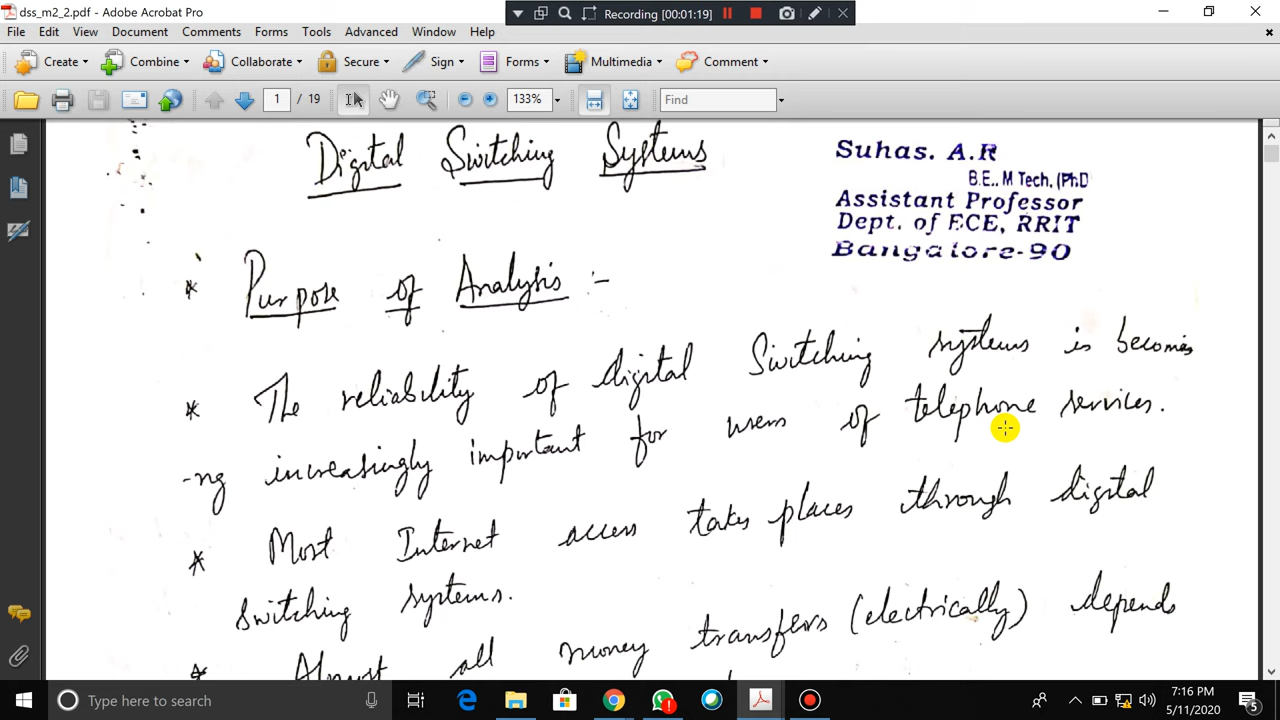 dss_m2_2.pdf - Adobe Acrobat Pro
Recording [00:01:19]
File Edit View Document Comments Forms Tools Advanced Window Help
Create Combine Collaborate Secure Sign Forms Multimedia Comment
1 / 19 133% Find
Digital Switching Systems
Suhas. A.R
B.E., M Tech, (Ph.D
Assistant Professor
Dept. of ECE, RRIT
Bangalore-90
* Purpose of Analysis :-
* The reliability of digital Switching systems is becomes
-ng increasingly important for users of telephone services.
* Most Internet access takes places through digital
switching systems.
* Almost all money transfers (electrically) depends
Type here to search
7:16 PM
5/11/2020
5